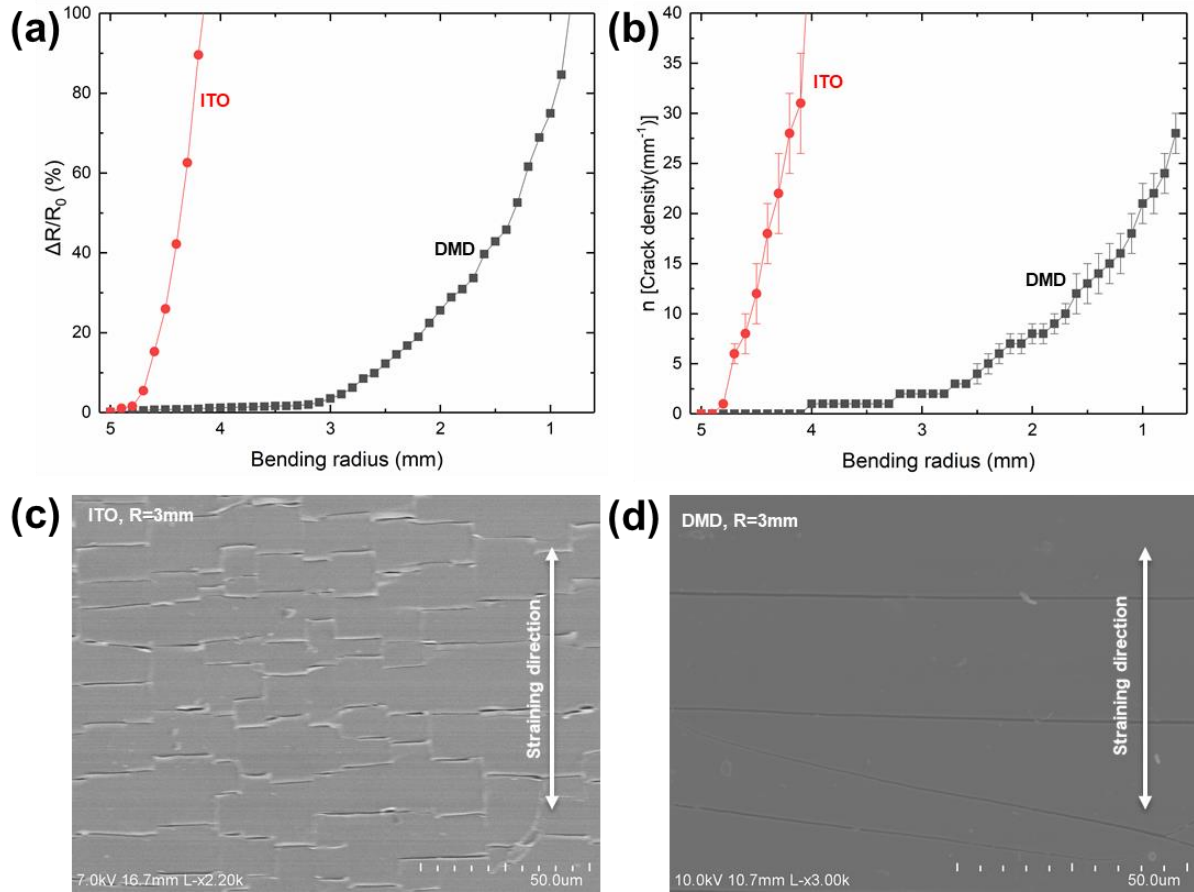 (a)
100
80
60
40
20
0
ΔR/R₀ (%)
ITO
DMD
5 4 3 2 1
Bending radius (mm)
(b)
40
35
30
25
20
15
10
5
0
n [Crack density(mm⁻¹)]
ITO
DMD
5 4 3 2 1
Bending radius (mm)
(c)
ITO, R=3mm
Straining direction
7.0kV 16.7mm L-x2.20k 50.0um
(d)
DMD, R=3mm
Straining direction
10.0kV 10.7mm L-x3.00k 50.0um